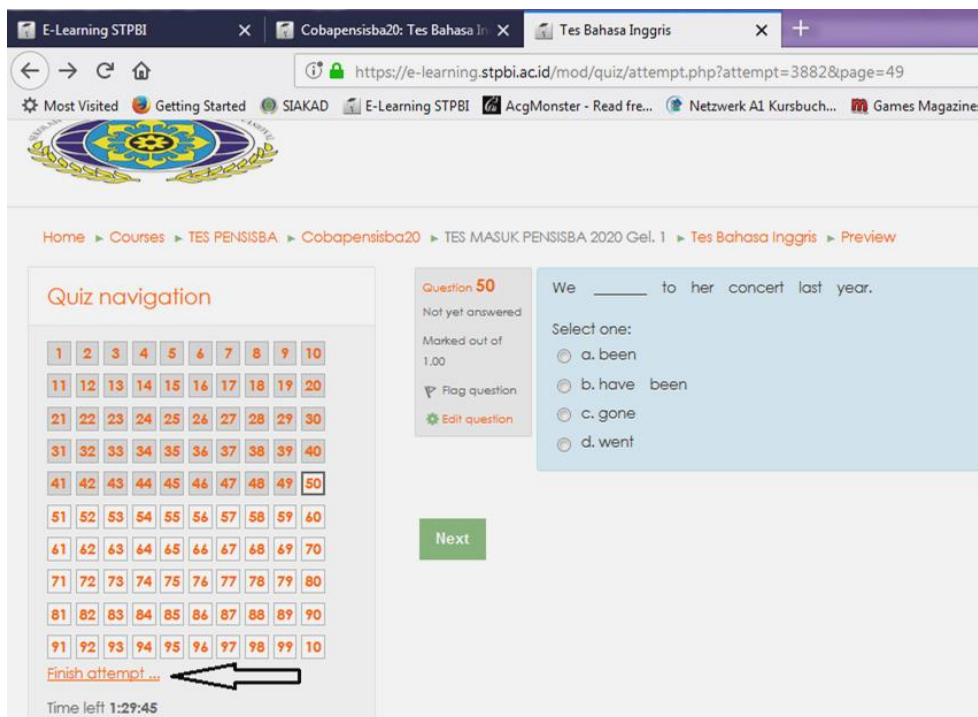 E-Learning STPBI
Cobapensisba20: Tes Bahasa In
Tes Bahasa Inggris
https://e-learning.stpbi.ac.id/mod/quiz/attempt.php?attempt=3882&page=49
Most Visited Getting Started SIAKAD E-Learning STPBI AcgMonster - Read fre... Netzwerk A1 Kursbuch... Games Magazine
Home ► Courses ► TES PENSISBA ► Cobapensisba20 ► TES MASUK PENSISBA 2020 Gel. 1 ► Tes Bahasa Inggris ► Preview
Quiz navigation
1 2 3 4 5 6 7 8 9 10
11 12 13 14 15 16 17 18 19 20
21 22 23 24 25 26 27 28 29 30
31 32 33 34 35 36 37 38 39 40
41 42 43 44 45 46 47 48 49 50
51 52 53 54 55 56 57 58 59 60
61 62 63 64 65 66 67 68 69 70
71 72 73 74 75 76 77 78 79 80
81 82 83 84 85 86 87 88 89 90
91 92 93 94 95 96 97 98 99 10
Finish attempt ...
Time left 1:29:45
Question 50
Not yet answered
Marked out of
1.00
Flag question
Edit question
We ______ to her concert last year.
Select one:
a. been
b. have been
c. gone
d. went
Next